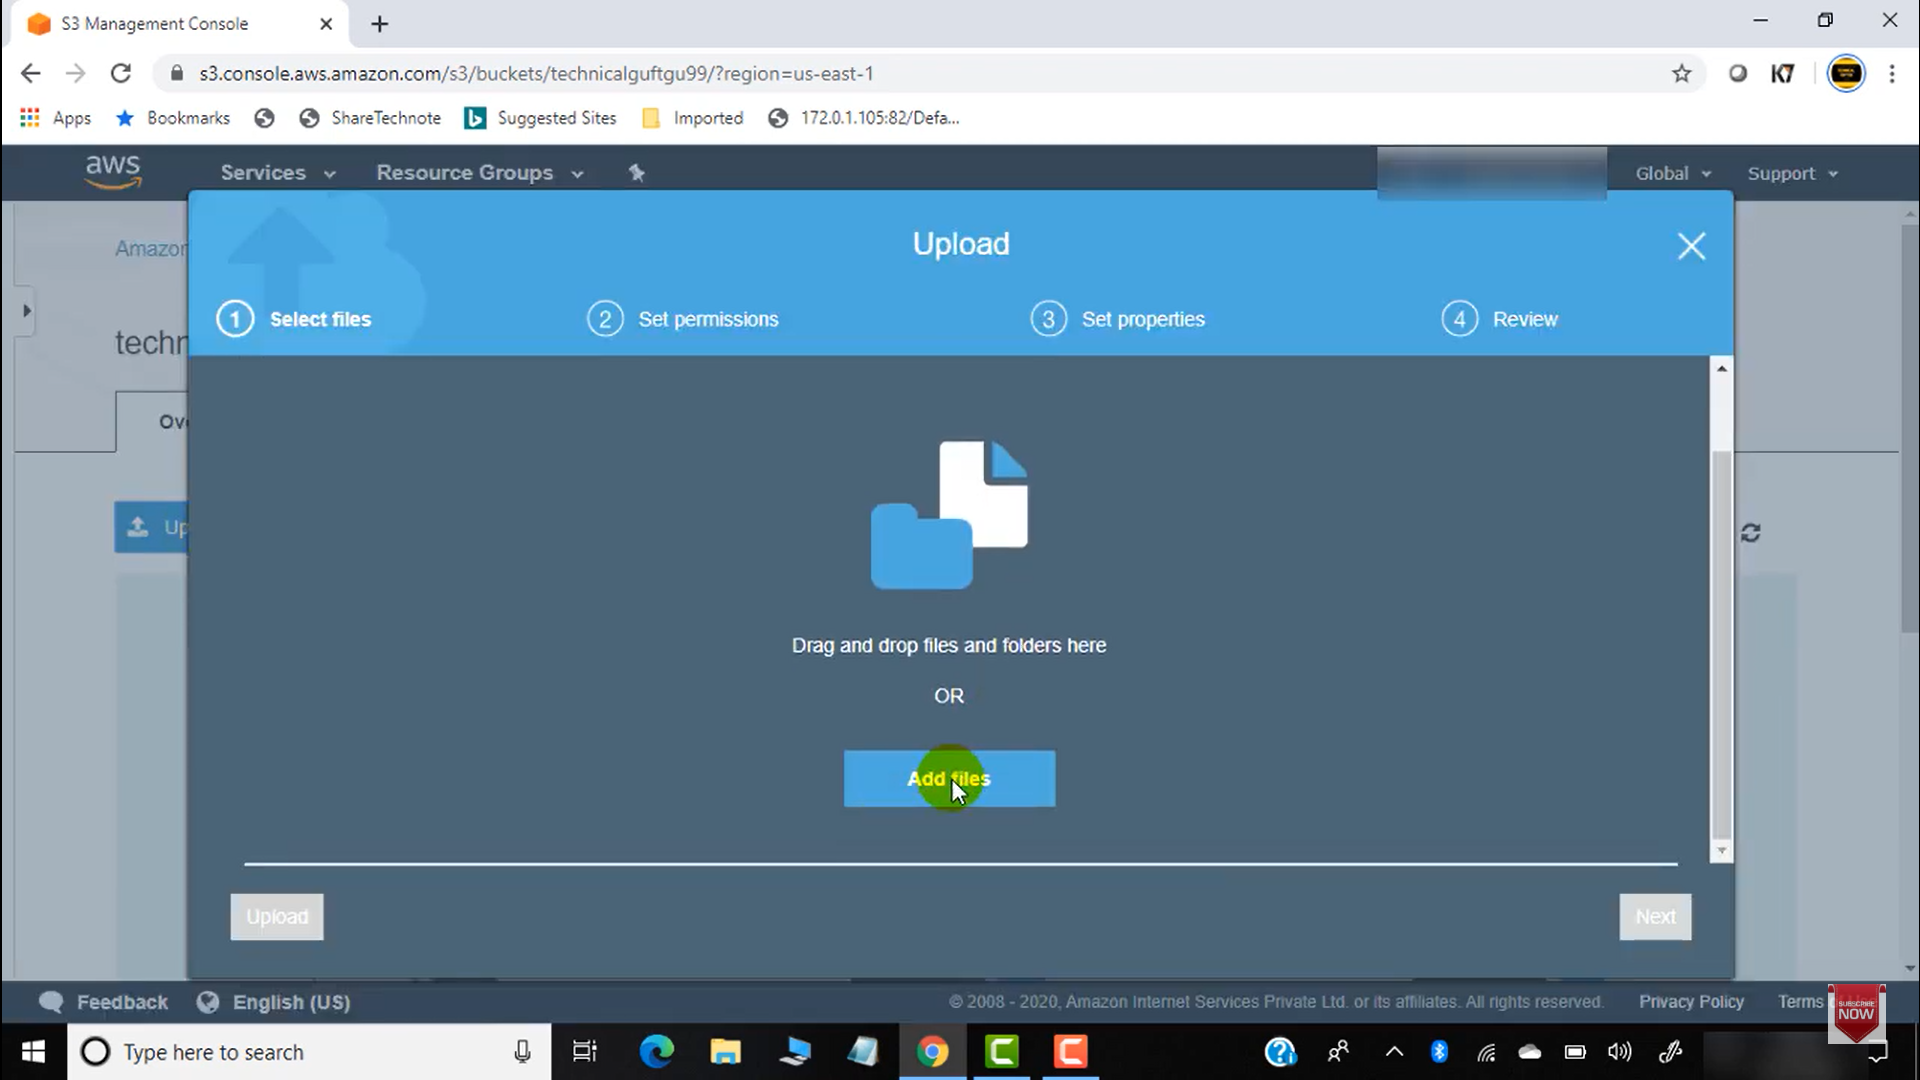 S3 Management Console
s3.console.aws.amazon.com/s3/buckets/technicalguftgu99/?region=us-east-1
K7
Apps
Bookmarks
ShareTechnote
Suggested Sites
Imported
172.0.1.105:82/Defa...
aws
Services
Resource Groups
Global
Support
Amazon
Upload
1 Select files
2 Set permissions
3 Set properties
4 Review
techn
Ove
Up
Drag and drop files and folders here
OR
Add files
Upload
Next
Feedback
English (US)
© 2008 - 2020, Amazon Internet Services Private Ltd. or its affiliates. All rights reserved.
Privacy Policy
Terms
SUBSCRIBE
NOW
Type here to search